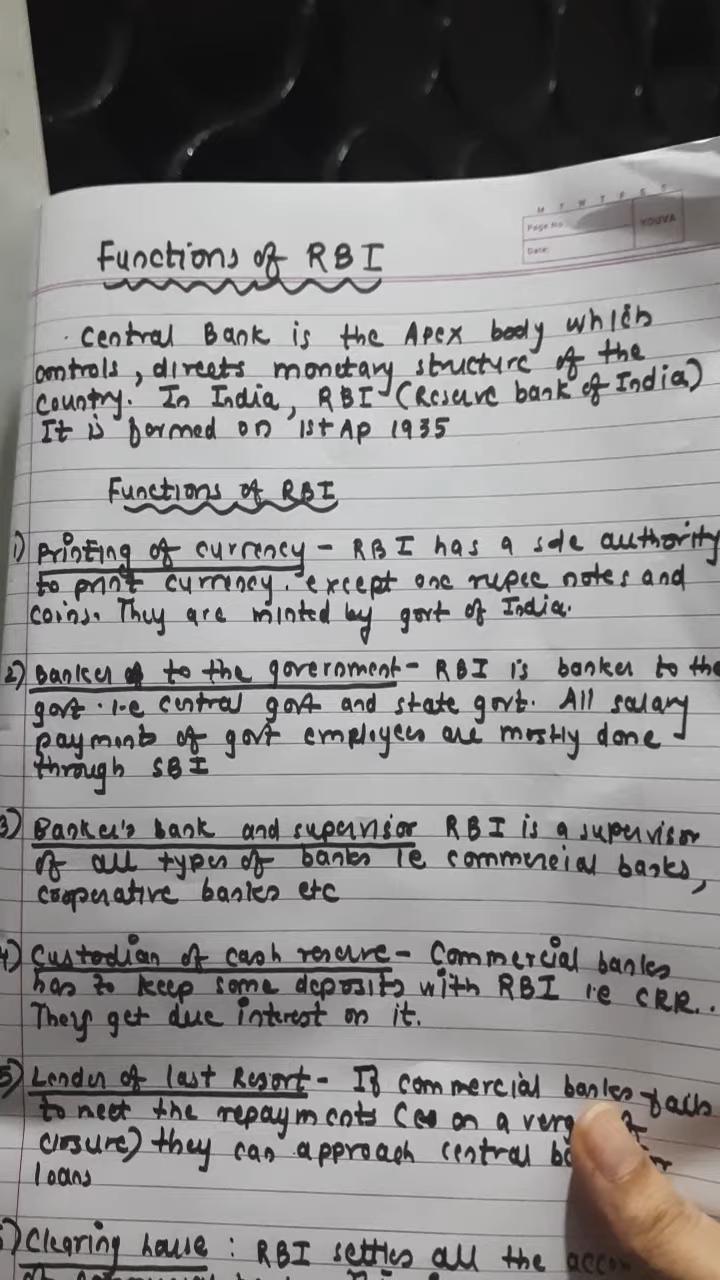 M T W T F S S
Page No.
YOUVA
Date:
Functions of RBI
. Central Bank is the Apex body which
controls, directs monetary structure of the
country. In India, RBI (Reserve bank of India)
It is formed on 1st Ap 1935
Functions of RBI
1) Printing of currency - RBI has a sole authority
to print currency. except one rupee notes and
coins. They are minted by govt of India.
2) Banker to the government - RBI is banker to the
govt. i.e central govt and state govt. All salary
payments of govt employees are mostly done
through SBI
3) Banker's bank and supervisor RBI is a supervisor
of all types of banks ie commercial banks,
cooperative banks etc
4) Custodian of cash reserve - Commercial banks
has to keep some deposits with RBI i.e CRR..
They get due interest on it.
5) Lender of last Resort - If commercial banks fails
to meet the repayments on a
closure) they can approach central
loans
) Clearing house : RBI settles all the